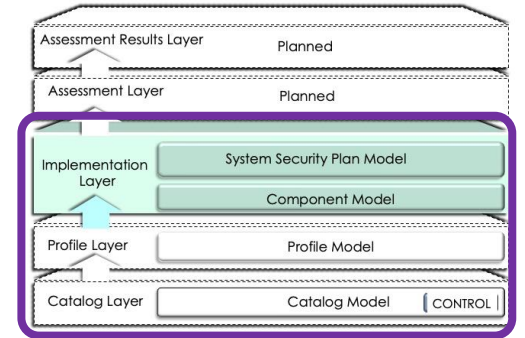 Assessment Results Layer
Planned
Assessment Layer
Planned
Implementation
Layer
System Security Plan Model
Component Model
Profile Layer
Profile Model
Catalog Layer
Catalog Model
CONTROL